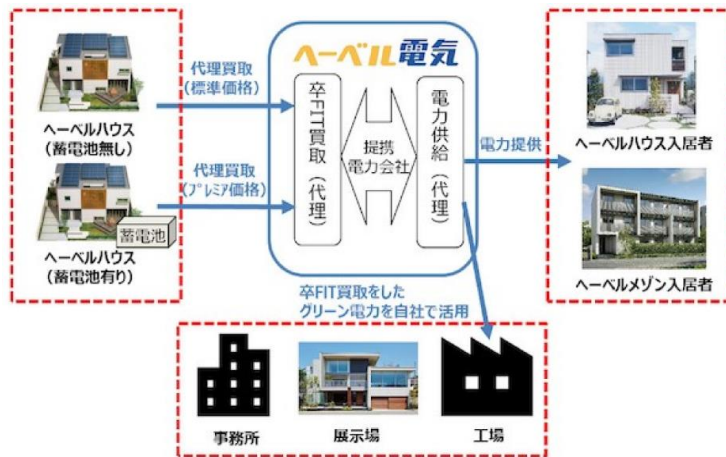 ヘーベル電気
代理買取
(標準価格)
ヘーベルハウス
(蓄電池無し)
代理買取
(プレミア価格)
蓄電池
ヘーベルハウス
(蓄電池有り)
卒FIT買取(代理)
提携
電力会社
電力供給(代理)
電力提供
ヘーベルハウス入居者
ヘーベルメゾン入居者
卒FIT買取をした
グリーン電力を自社で活用
事務所
展示場
工場